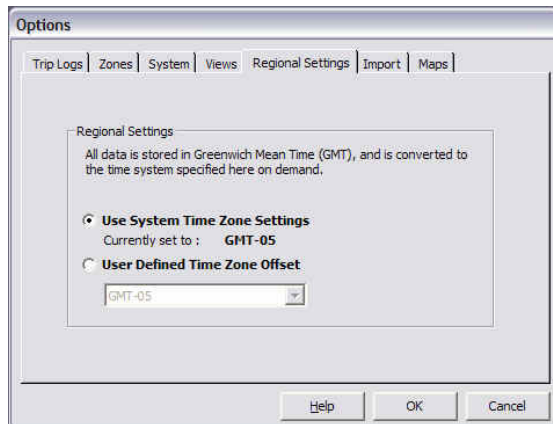 Options
Trip Logs Zones System Views Regional Settings Import Maps
Regional Settings
All data is stored in Greenwich Mean Time (GMT), and is converted to
the time system specified here on demand.
Use System Time Zone Settings
Currently set to : GMT-05
User Defined Time Zone Offset
GMT-05
Help OK Cancel